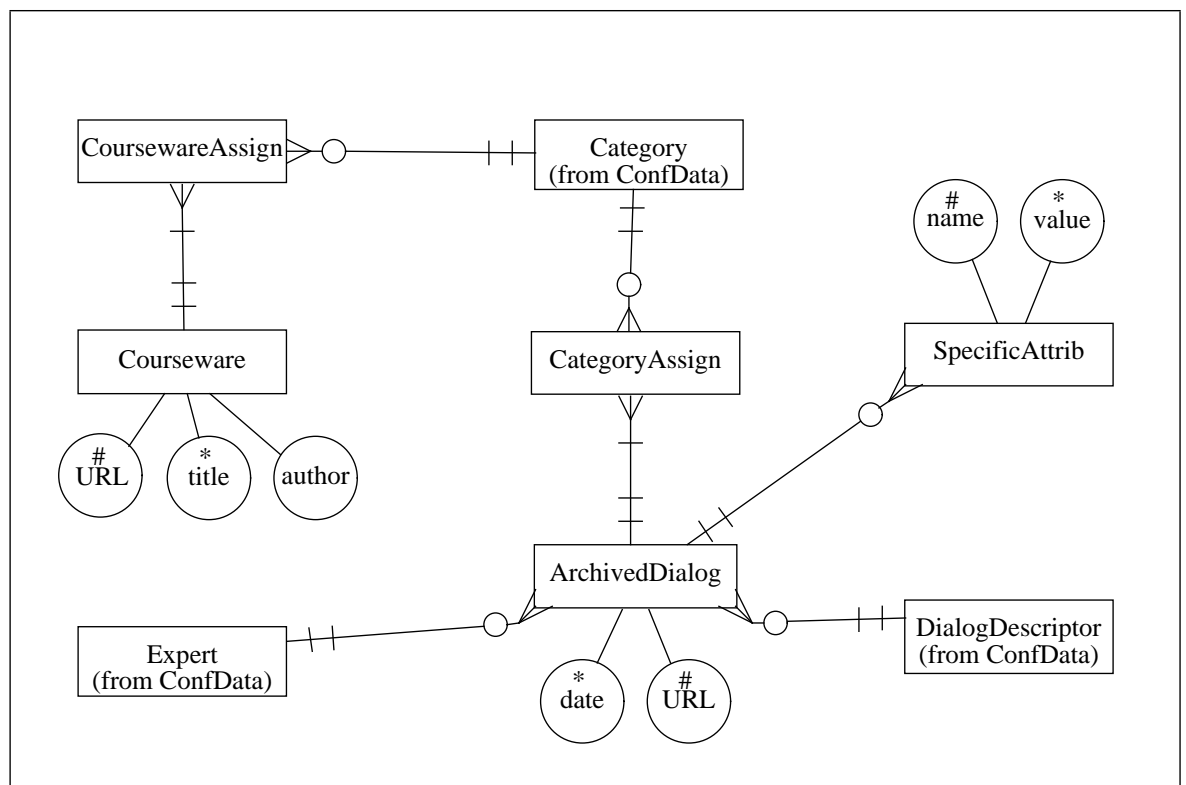 CoursewareAssign
Category
(from ConfData)
#
name
*
value
Courseware
CategoryAssign
SpecificAttrib
#
URL
*
title
author
ArchivedDialog
Expert
(from ConfData)
DialogDescriptor
(from ConfData)
*
date
#
URL